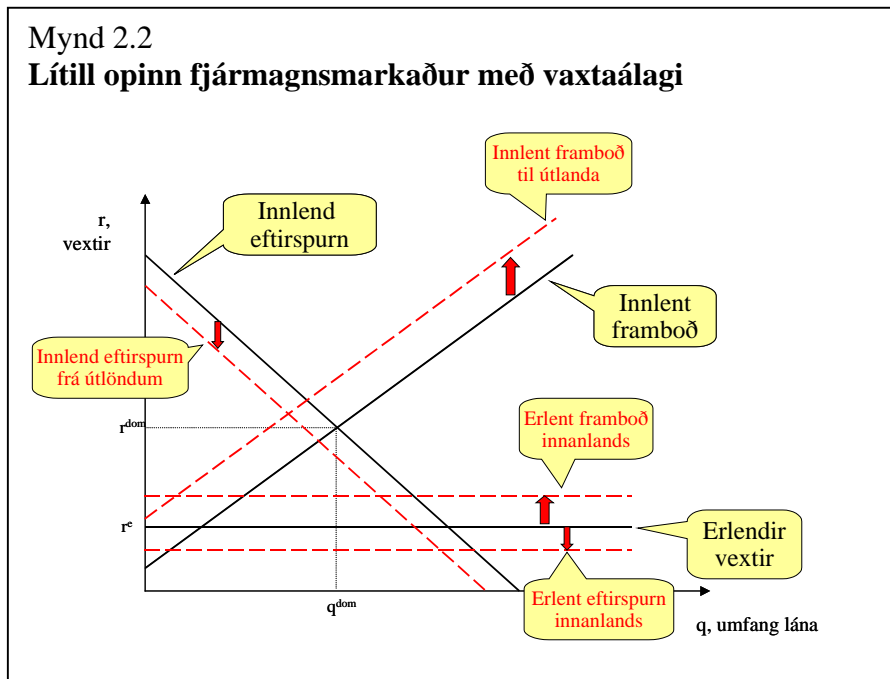 Mynd 2.2
Lítill opinn fjármagnsmarkaður með vaxtaálagi
Innlent framboð
til útlanda
r,
vextir
Innlend
eftirspurn
Innlent
framboð
Innlend eftirspurn
frá útlöndum
Erlent framboð
innanlands
r^dom
r^e
Erlendir
vextir
Erlent eftirspurn
innanlands
q^dom
q, umfang lána